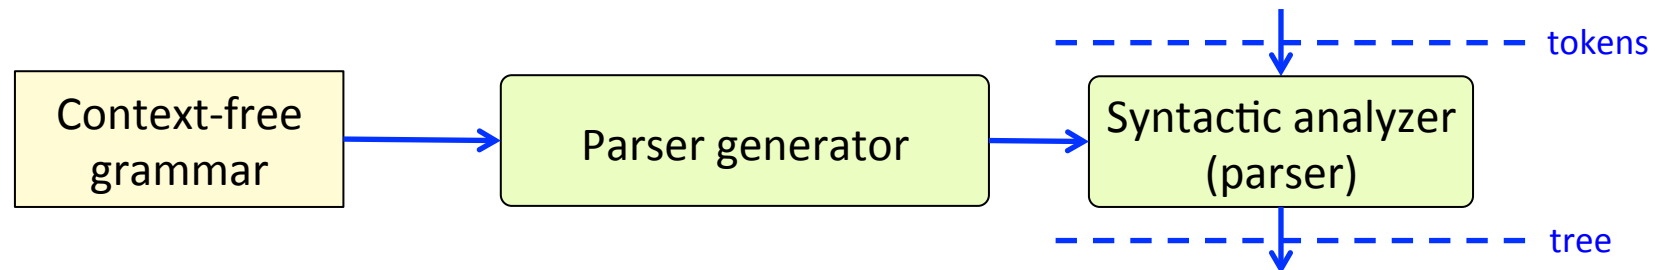 tokens
Context-free
grammar
Parser generator
Syntactic analyzer
(parser)
tree